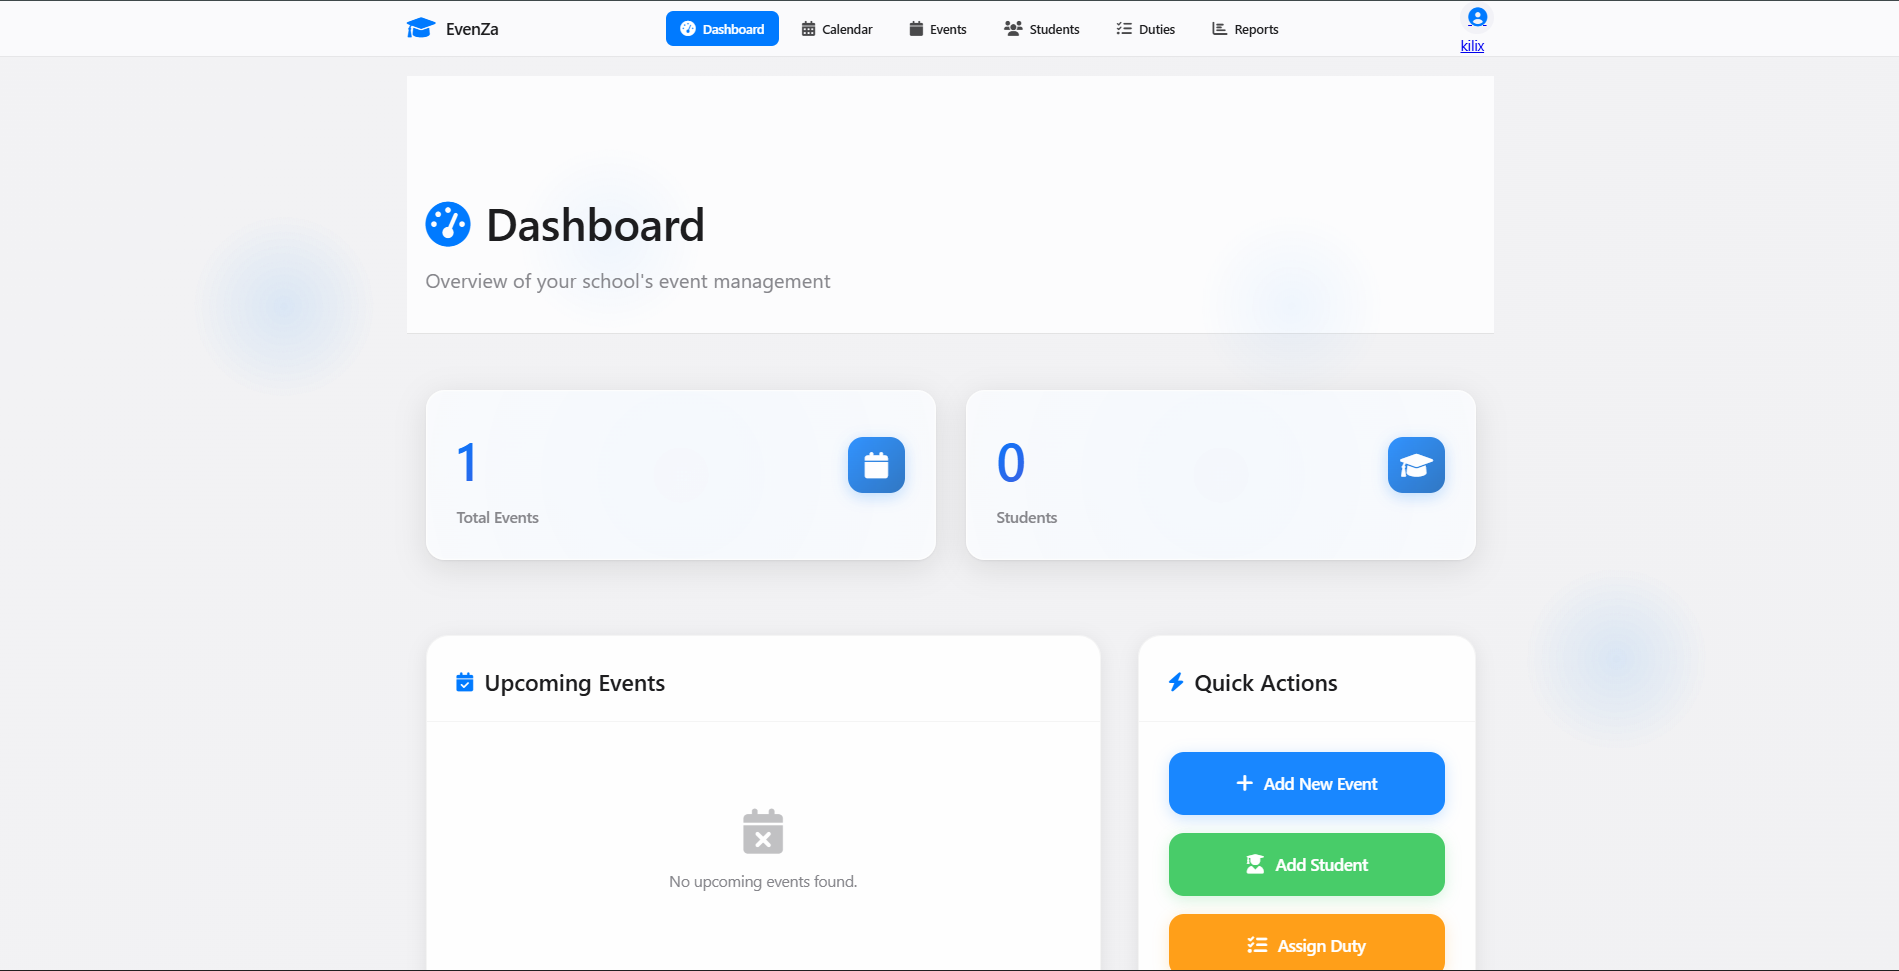 EvenZa
Dashboard
Calendar
Events
Students
Duties
Reports
kilix
Dashboard
Overview of your school's event management
1
Total Events
0
Students
Upcoming Events
No upcoming events found.
Quick Actions
Add New Event
Add Student
Assign Duty